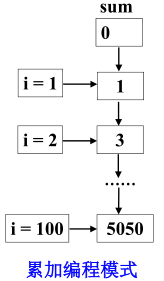 sum
0
i = 1
1
i = 2
3
……
i = 100
5050
累加编程模式